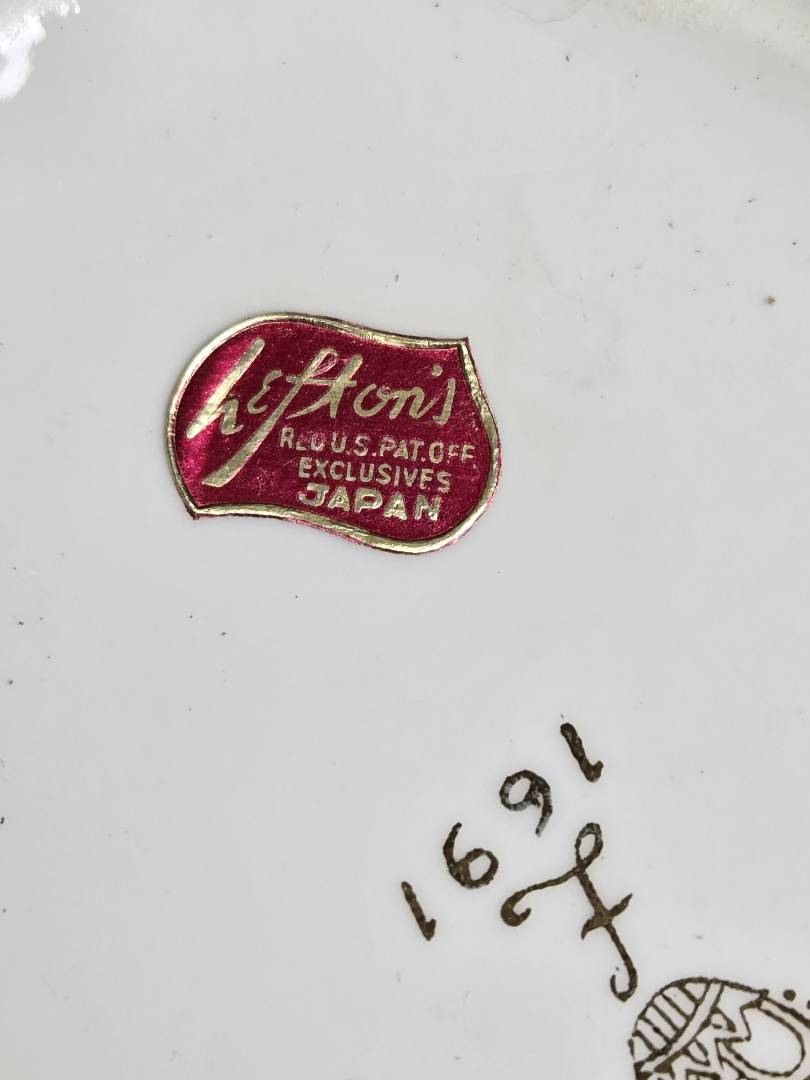 Lefton's
REG U.S.PAT.OFF.
EXCLUSIVES
JAPAN
1691
F